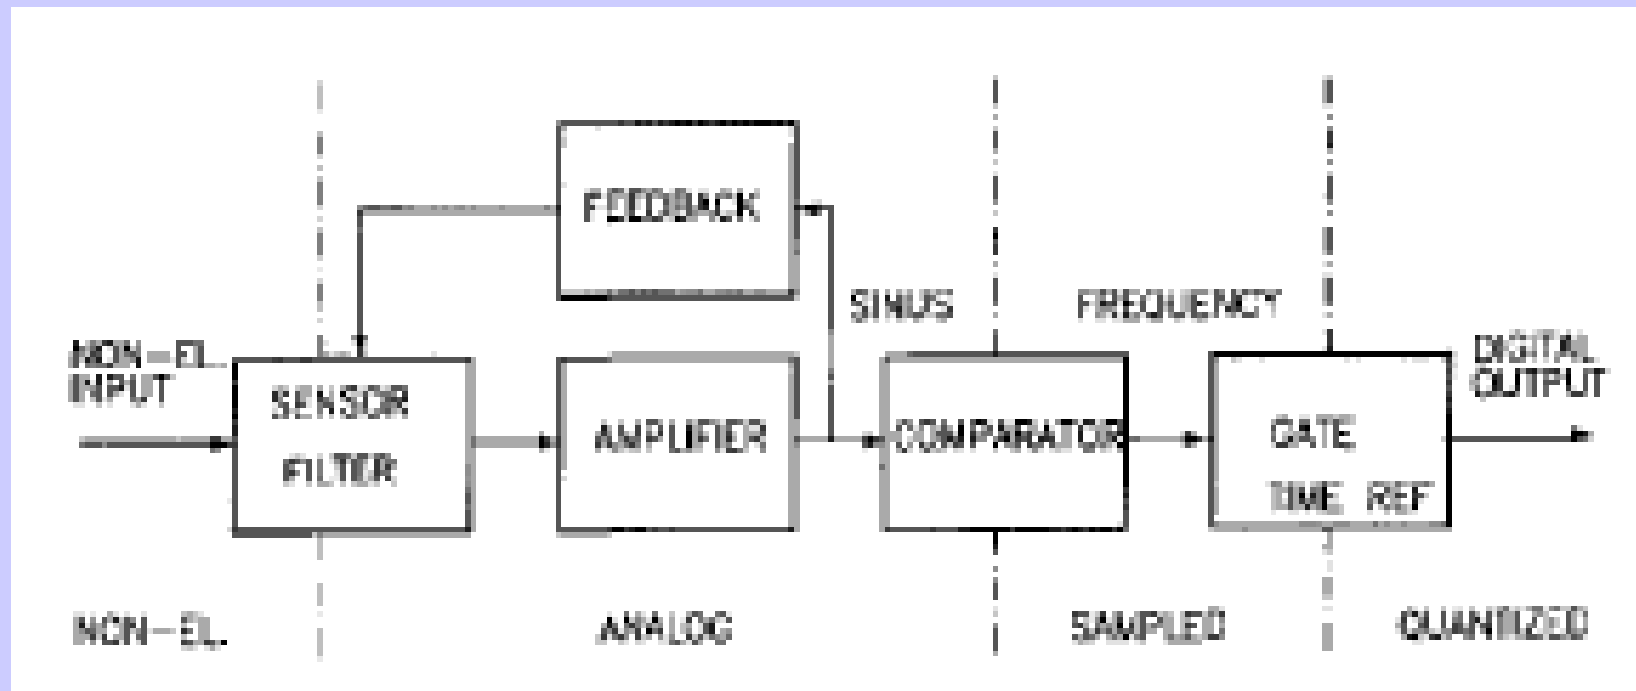 FEEDBACK
SINUS
FREQUENCY
NON-EL.
INPUT
SENSOR
FILTER
AMPLIFIER
COMPARATOR
GATE
TIME REF
DIGITAL
OUTPUT
NON-EL.
ANALOG
SAMPLED
QUANTIZED